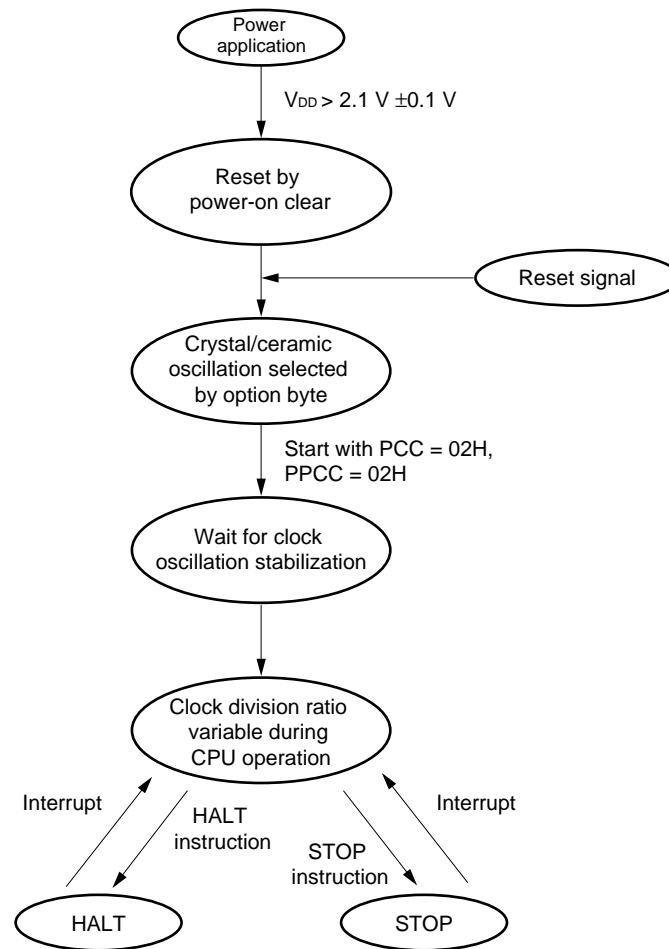 Power
application
VDD > 2.1 V ±0.1 V
Reset by
power-on clear
Reset signal
Crystal/ceramic
oscillation selected
by option byte
Start with PCC = 02H,
PPCC = 02H
Wait for clock
oscillation stabilization
Clock division ratio
variable during
CPU operation
Interrupt
HALT
instruction
STOP
instruction
Interrupt
HALT
STOP